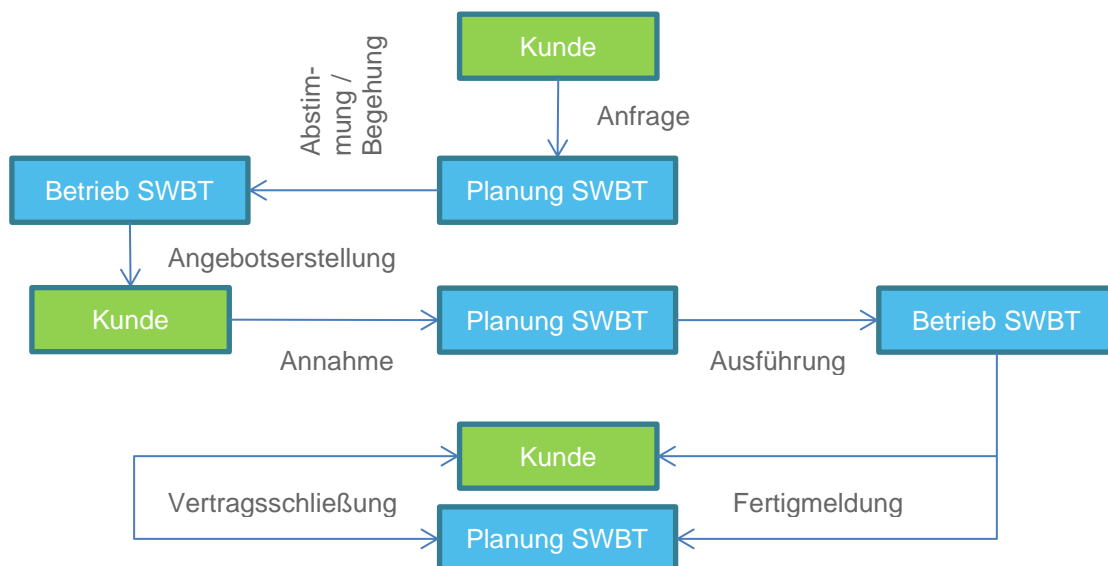 Kunde
Abstim-
mung /
Begehung
Anfrage
Betrieb SWBT
Planung SWBT
Angebotserstellung
Kunde
Planung SWBT
Betrieb SWBT
Annahme
Ausführung
Kunde
Vertragsschließung
Fertigmeldung
Planung SWBT